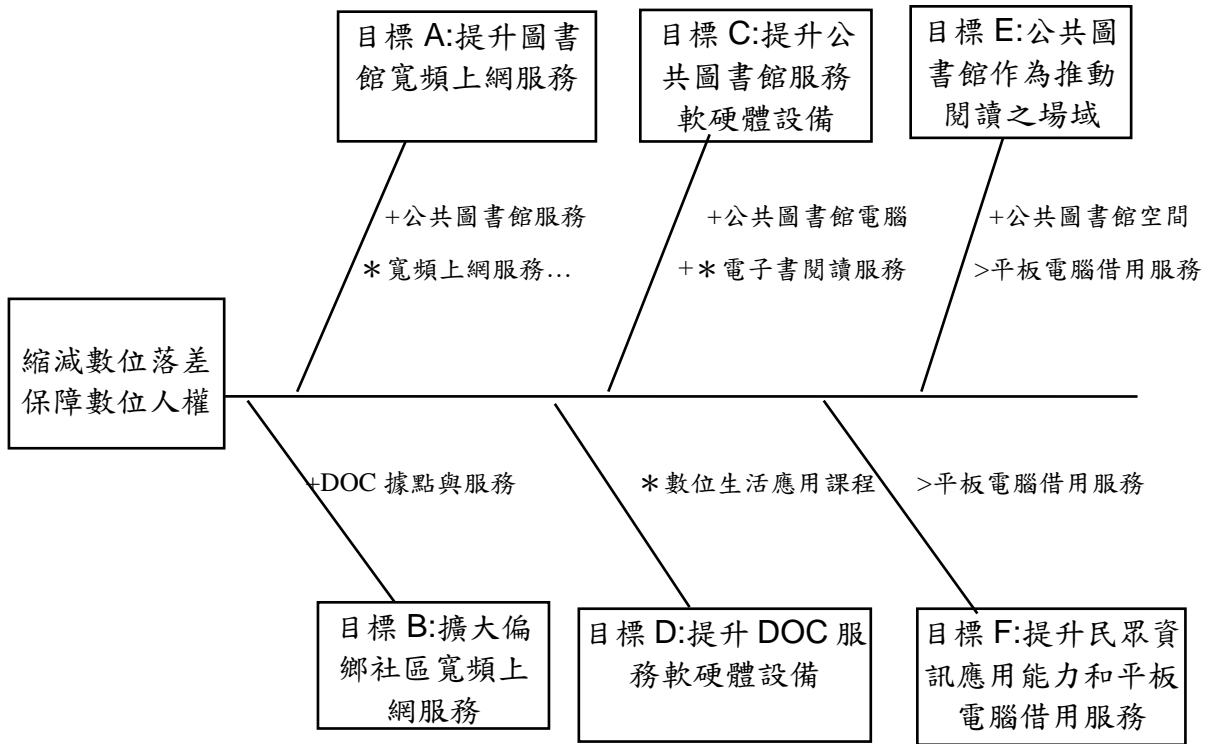 目標 A:提升圖書
館寬頻上網服務
目標 C:提升公
共圖書館服務
軟硬體設備
目標 E:公共圖
書館作為推動
閱讀之場域
+公共圖書館服務
＊寬頻上網服務…
+公共圖書館電腦
+＊電子書閱讀服務
+公共圖書館空間
>平板電腦借用服務
縮減數位落差
保障數位人權
+DOC 據點與服務
＊數位生活應用課程
>平板電腦借用服務
目標 B:擴大偏
鄉社區寬頻上
網服務
目標 D:提升 DOC 服
務軟硬體設備
目標 F:提升民眾資
訊應用能力和平板
電腦借用服務